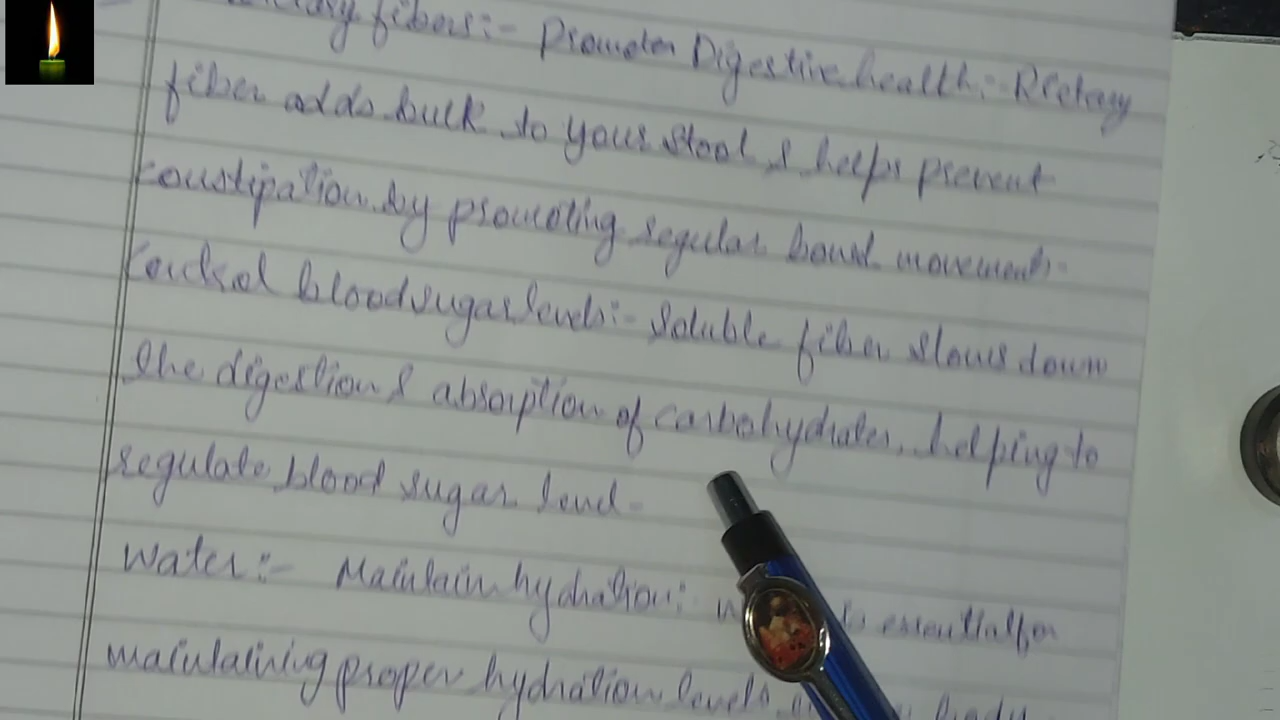 fibers:- Promotes Digestive health:- Dietary
fiber adds bulk to your stool & helps prevent
constipation by promoting regular bowel movements.
Control blood sugar levels:- Soluble fiber slows down
the digestion & absorption of carbohydrates, helping to
regulate blood sugar level.
Water:- Maintain hydration: is essential for
maintaining proper hydration levels body